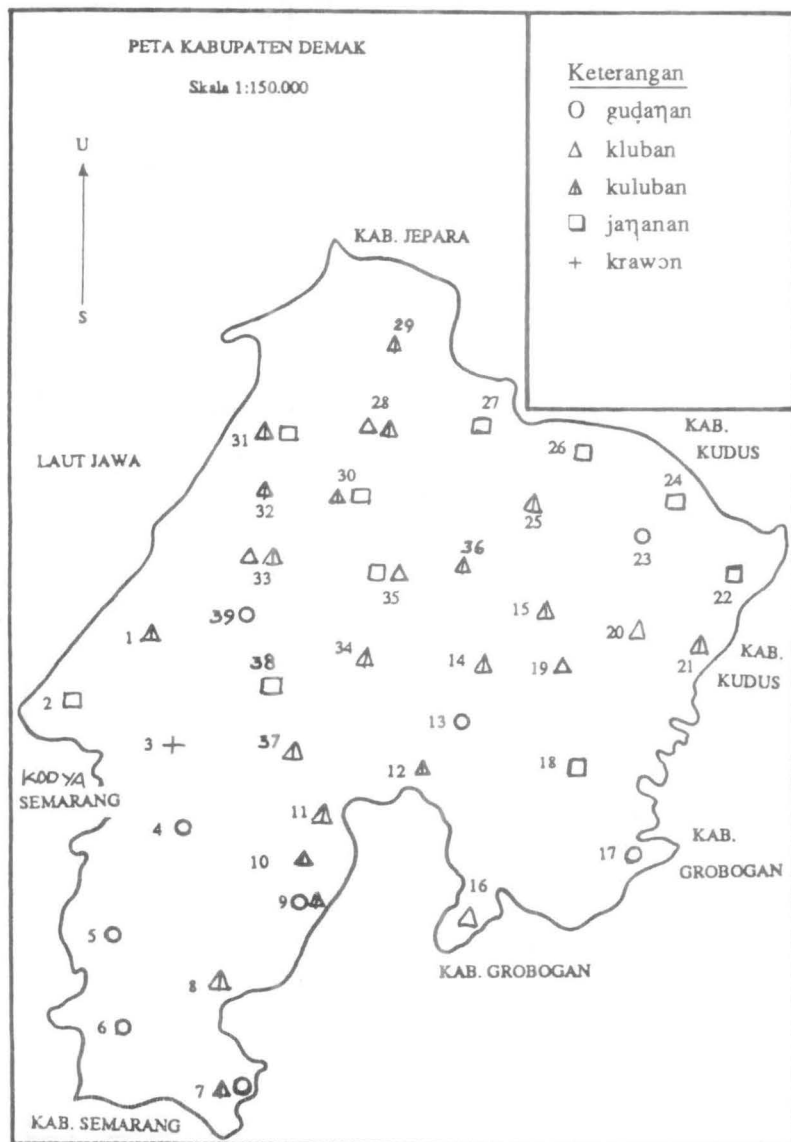 PETA KABUPATEN DEMAK
Skala 1:150.000
Keterangan
guḍaŋan
kluban
kuluban
jaŋanan
krawɔn
U
S
KAB. JEPARA
29
28
27
31
26
KAB.
KUDUS
LAUT JAWA
30
24
32
25
23
33
36
35
22
39
15
20
1
34
14
19
21
KAB.
KUDUS
38
2
13
3
37
12
18
KODYA
SEMARANG
11
4
KAB.
GROBOGAN
10
17
9
16
5
KAB. GROBOGAN
8
6
7
KAB. SEMARANG